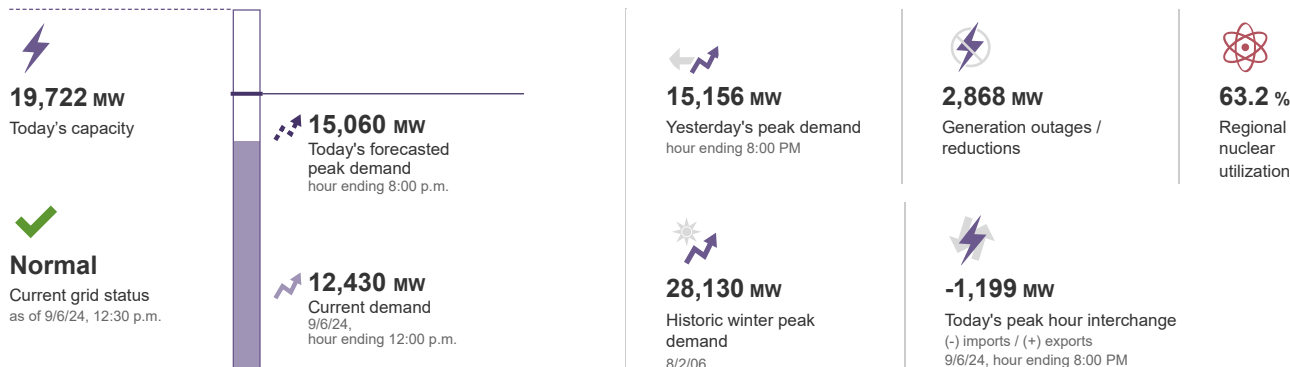 19,722 MW
Today's capacity
Normal
Current grid status
as of 9/6/24, 12:30 p.m.
15,060 MW
Today's forecasted
peak demand
hour ending 8:00 p.m.
12,430 MW
Current demand
9/6/24,
hour ending 12:00 p.m.
15,156 MW
Yesterday's peak demand
hour ending 8:00 PM
2,868 MW
Generation outages /
reductions
63.2 %
Regional
nuclear
utilization
28,130 MW
Historic winter peak
demand
8/2/06
-1,199 MW
Today's peak hour interchange
(-) imports / (+) exports
9/6/24, hour ending 8:00 PM